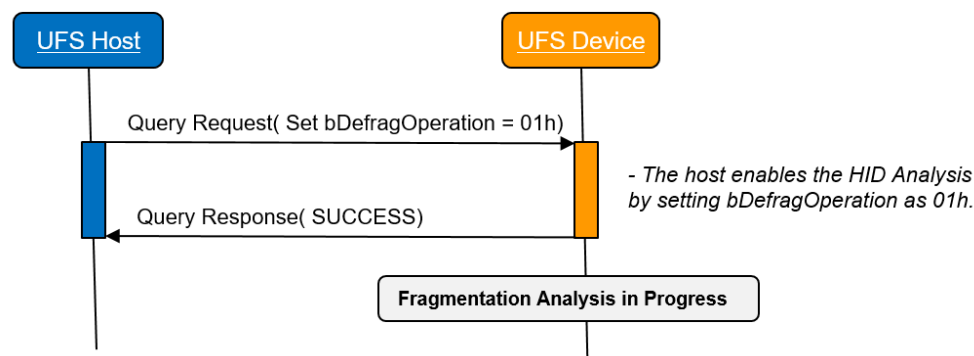 UFS Host
UFS Device
Query Request( Set bDefragOperation = 01h)
- The host enables the HID Analysis
by setting bDefragOperation as 01h.
Query Response( SUCCESS)
Fragmentation Analysis in Progress